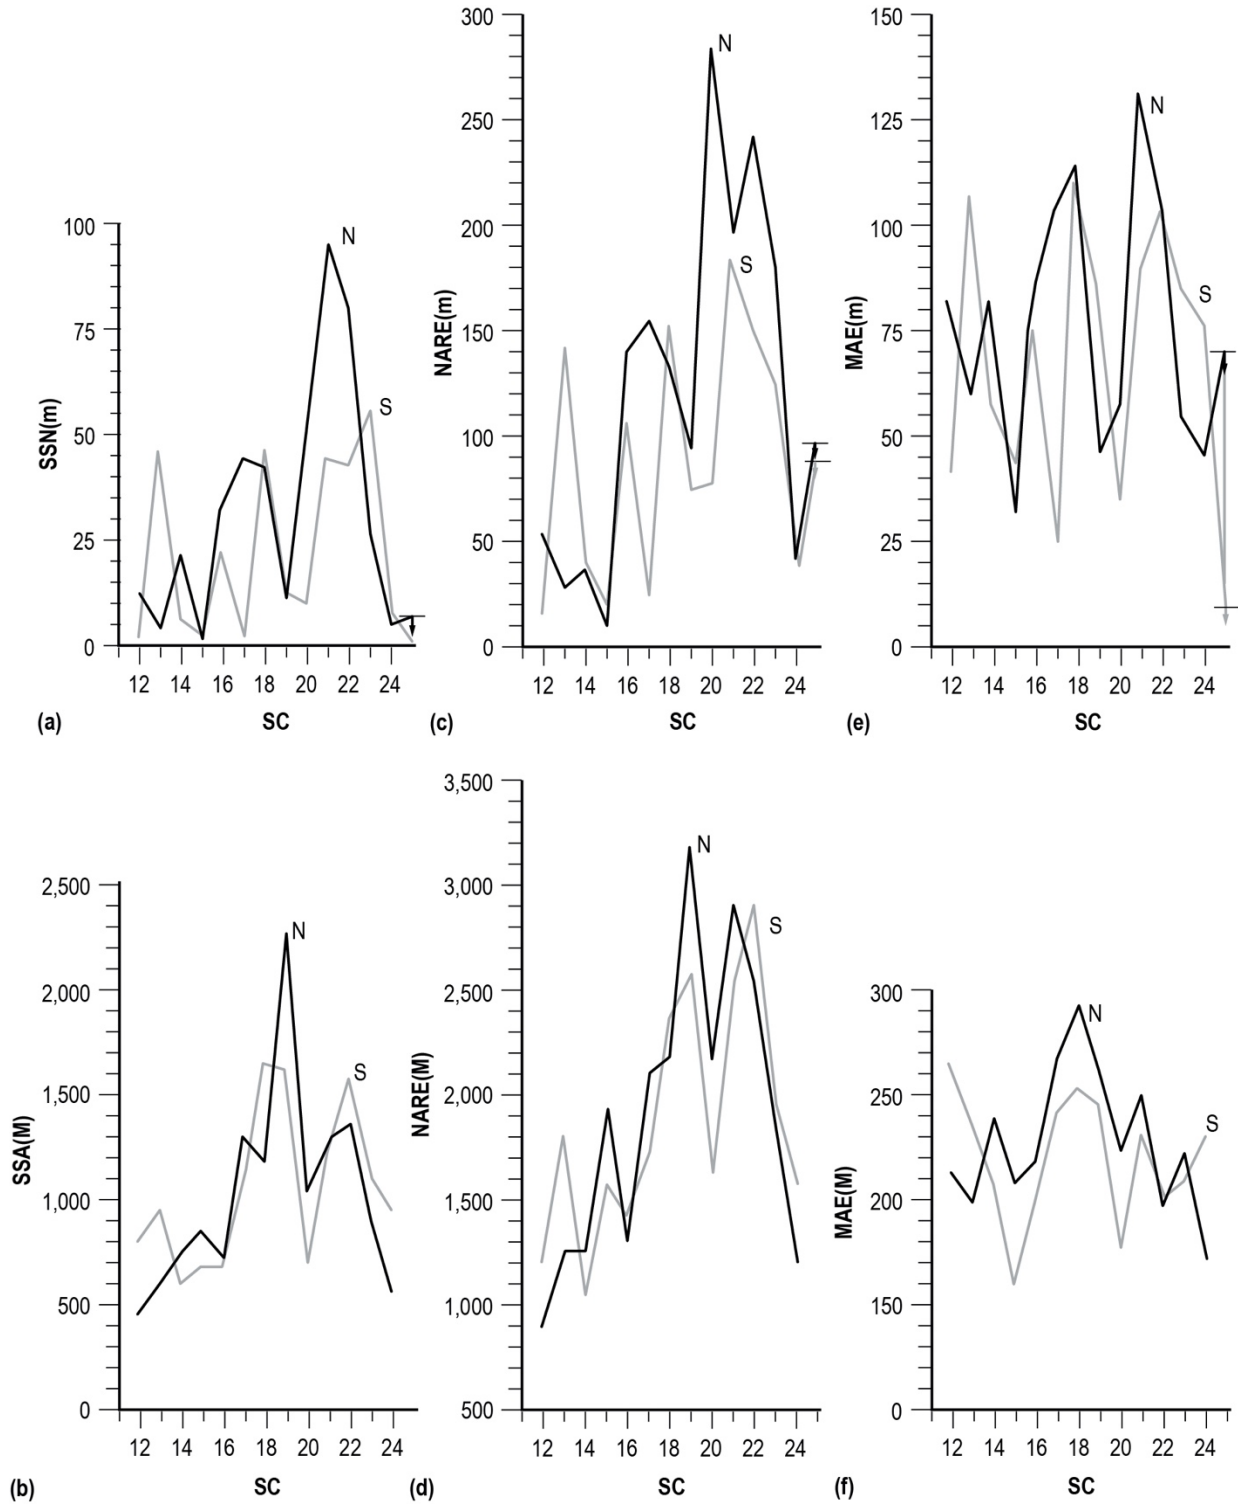 100
75
50
25
0
SSN(m)
N
S
12 14 16 18 20 22 24
(a) SC
300
250
200
150
100
50
0
NARE(m)
N
S
12 14 16 18 20 22 24
(c) SC
150
125
100
75
50
25
0
MAE(m)
N
S
12 14 16 18 20 22 24
(e) SC
2,500
2,000
1,500
1,000
500
0
SSA(M)
N
S
12 14 16 18 20 22 24
(b) SC
3,500
3,000
2,500
2,000
1,500
1,000
500
NARE(M)
N
S
12 14 16 18 20 22 24
(d) SC
300
250
200
150
0
MAE(M)
N
S
12 14 16 18 20 22 24
(f) SC